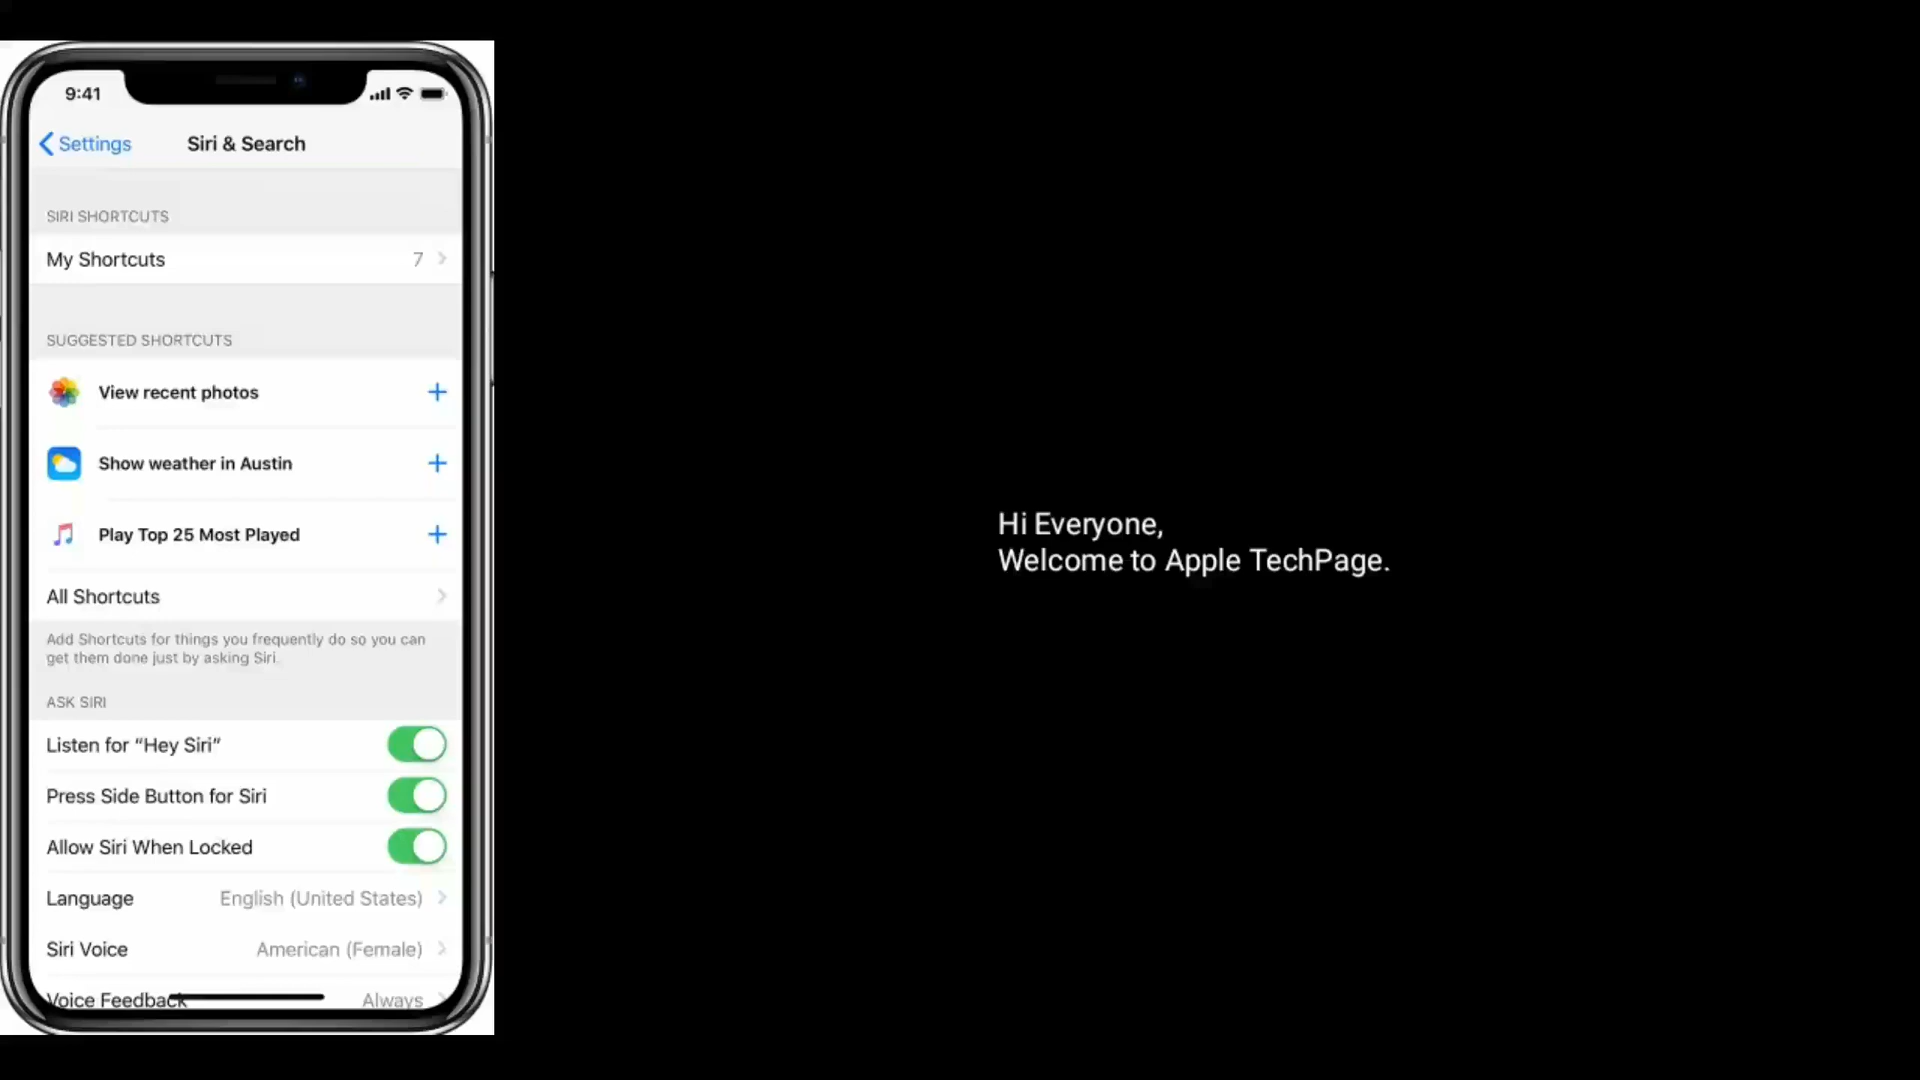 9:41
Settings
Siri & Search
SIRI SHORTCUTS
My Shortcuts 7
SUGGESTED SHORTCUTS
View recent photos
Show weather in Austin
Play Top 25 Most Played
All Shortcuts
Add Shortcuts for things you frequently do so you can
get them done just by asking Siri.
ASK SIRI
Listen for “Hey Siri”
Press Side Button for Siri
Allow Siri When Locked
Language English (United States)
Siri Voice American (Female)
Voice Feedback Always
Hi Everyone,
Welcome to Apple TechPage.